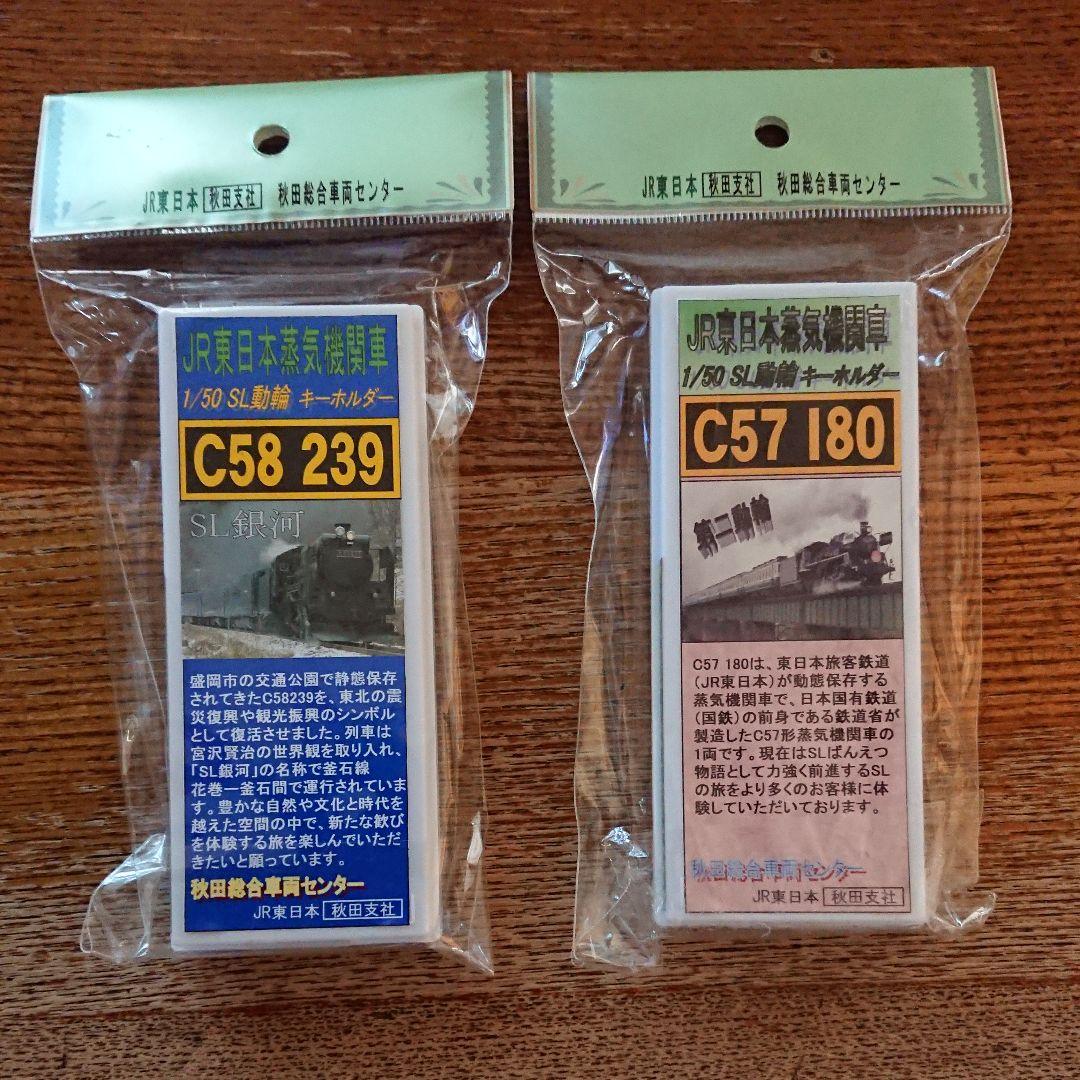 JR東日本 秋田支社 秋田総合車両センター
JR東日本蒸気機関車
1/50 SL動輪 キーホルダー
C58 239
SL銀河
盛岡市の交通公園で静態保存
されてきたC58239を、東北の震
災復興や観光振興のシンボル
として復活させました。列車は
宮沢賢治の世界観を取り入れ、
「SL銀河」の名称で釜石線
花巻ー釜石間で運行されていま
す。豊かな自然や文化と時代を
越えた空間の中で、新たな歓び
を体験する旅を楽しんでいただ
きたいと願っています。
秋田総合車両センター
JR東日本 秋田支社
JR東日本 秋田支社 秋田総合車両センター
JR東日本蒸気機関車
1/50 SL動輪 キーホルダー
C57 180
C57 180は、東日本旅客鉄道
(JR東日本)が動態保存する
蒸気機関車で、日本国有鉄道
(国鉄)の前身である鉄道省が
製造したC57形蒸気機関車の
1両です。現在はSLばんえつ
物語として力強く前進するSL
の旅をより多くのお客様に体
験していただいております。
秋田総合車両センター
JR東日本 秋田支社